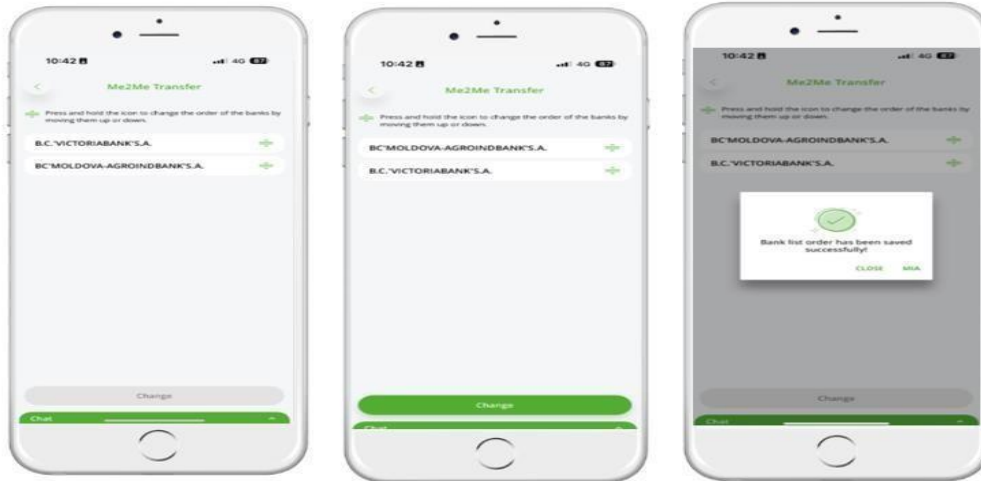 10:42
4G 87
Me2Me Transfer
Press and hold the icon to change the order of the banks by
moving them up or down.
B.C.'VICTORIABANK'S.A.
BC'MOLDOVA-AGROINDBANK'S.A.
Change
Chat
10:42
4G 87
Me2Me Transfer
Press and hold the icon to change the order of the banks by
moving them up or down.
BC'MOLDOVA-AGROINDBANK'S.A.
B.C.'VICTORIABANK'S.A.
Change
Chat
10:42
4G 87
Me2Me Transfer
Press and hold the icon to change the order of the banks by
moving them up or down.
BC'MOLDOVA-AGROINDBANK'S.A.
B.C.'VICTORIABANK'S.A.
Bank list order has been saved
successfully!
CLOSE MIA
Change
Chat